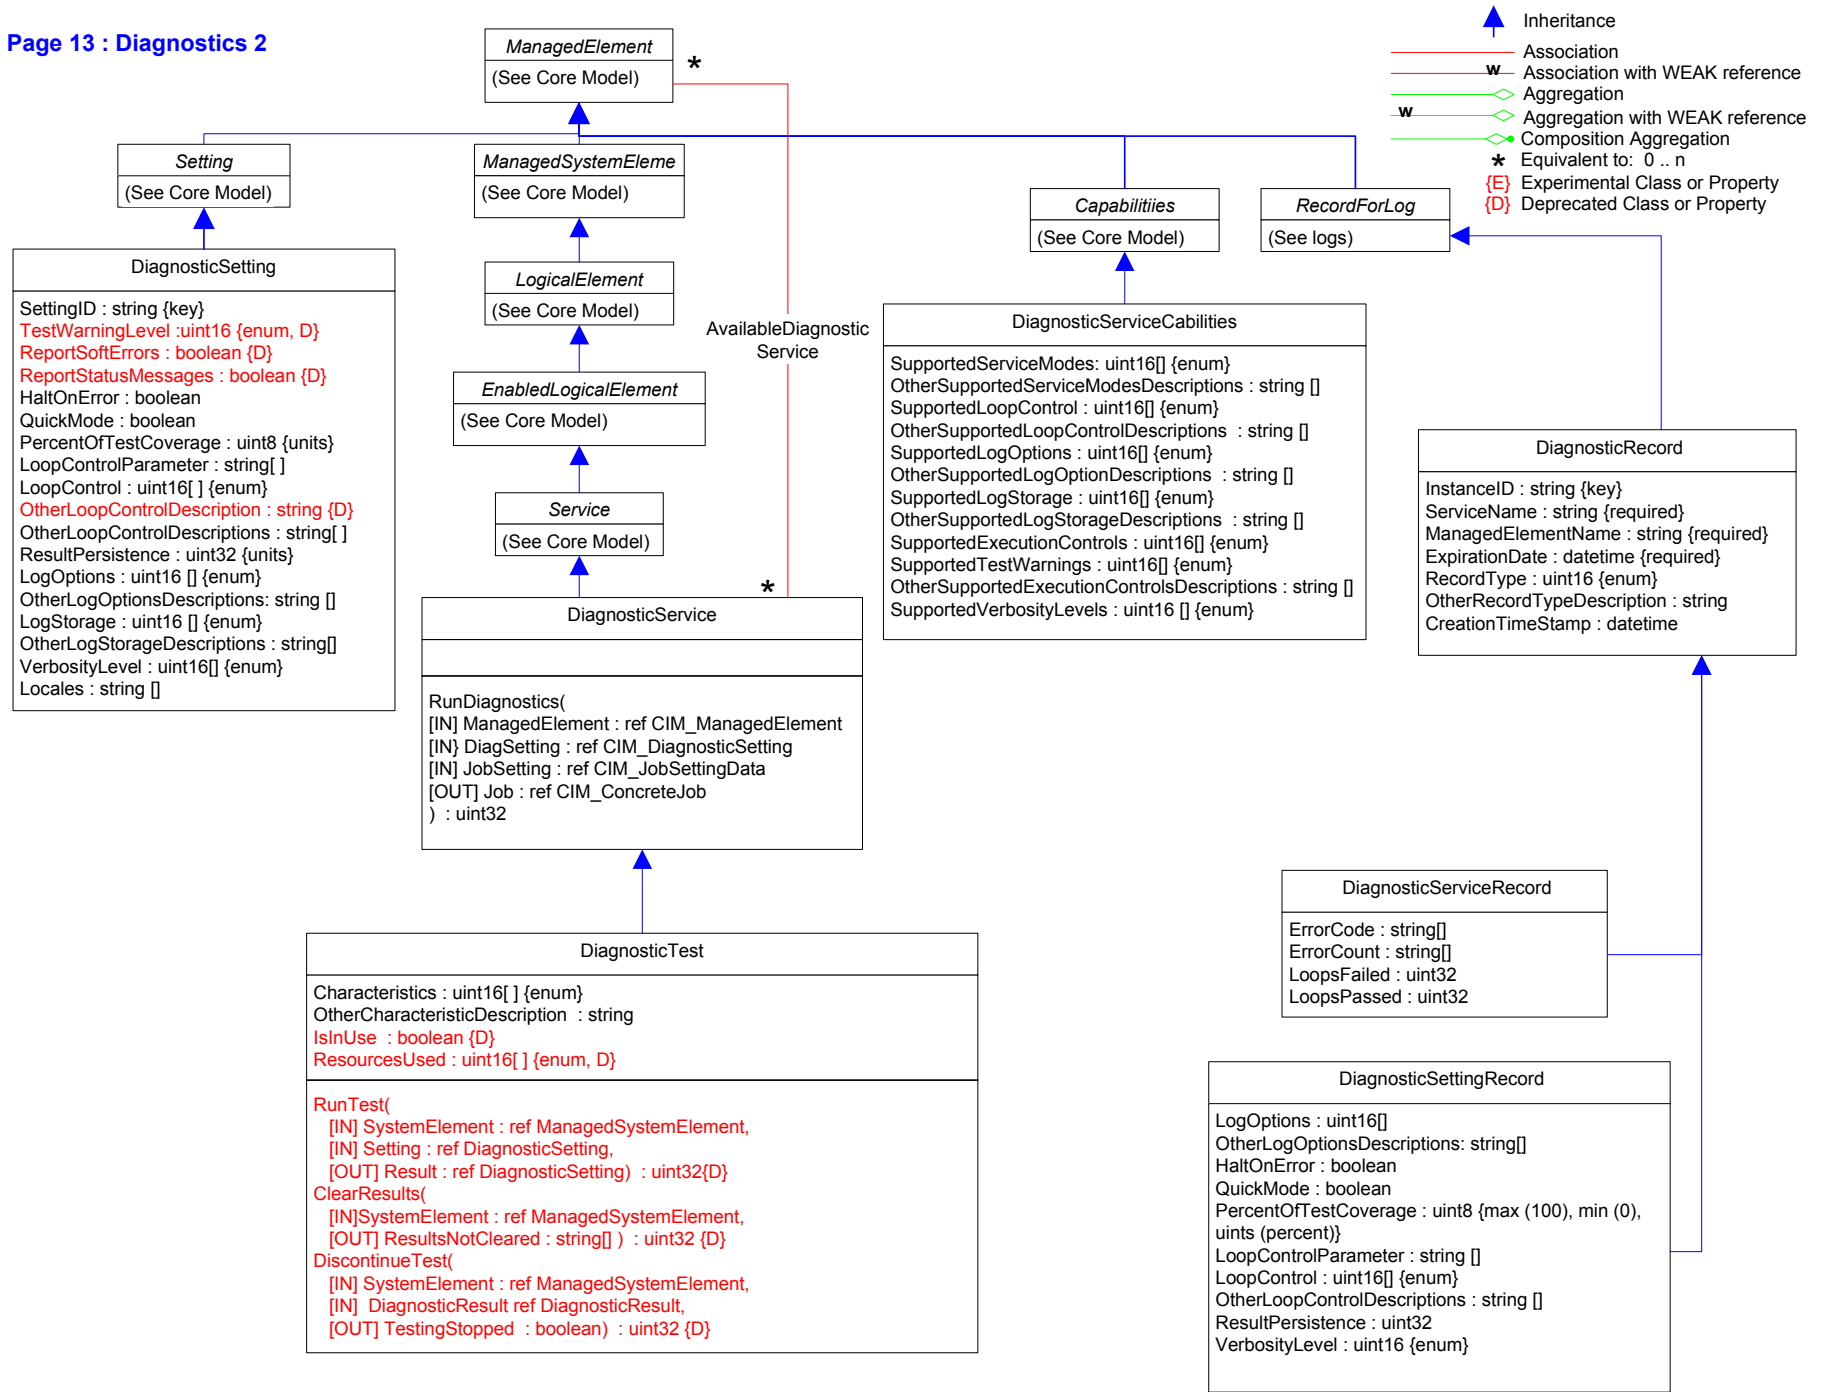 Page 13 : Diagnostics 2
Inheritance
Association
w
Association with WEAK reference
Aggregation
w
Aggregation with WEAK reference
Composition Aggregation
* Equivalent to: 0 .. n
{E} Experimental Class or Property
{D} Deprecated Class or Property
ManagedElement
(See Core Model)
*
Setting
(See Core Model)
ManagedSystemEleme
(See Core Model)
Capabilitiies
(See Core Model)
RecordForLog
(See logs)
LogicalElement
(See Core Model)
EnabledLogicalElement
(See Core Model)
Service
(See Core Model)
AvailableDiagnostic
Service
*
DiagnosticSetting
SettingID : string {key}
TestWarningLevel :uint16 {enum, D}
ReportSoftErrors : boolean {D}
ReportStatusMessages : boolean {D}
HaltOnError : boolean
QuickMode : boolean
PercentOfTestCoverage : uint8 {units}
LoopControlParameter : string[ ]
LoopControl : uint16[ ] {enum}
OtherLoopControlDescription : string {D}
OtherLoopControlDescriptions : string[ ]
ResultPersistence : uint32 {units}
LogOptions : uint16 [] {enum}
OtherLogOptionsDescriptions: string []
LogStorage : uint16 [] {enum}
OtherLogStorageDescriptions : string[]
VerbosityLevel : uint16[] {enum}
Locales : string []
DiagnosticService
RunDiagnostics(
[IN] ManagedElement : ref CIM_ManagedElement
[IN} DiagSetting : ref CIM_DiagnosticSetting
[IN] JobSetting : ref CIM_JobSettingData
[OUT] Job : ref CIM_ConcreteJob
) : uint32
DiagnosticServiceCabilities
SupportedServiceModes: uint16[] {enum}
OtherSupportedServiceModesDescriptions : string []
SupportedLoopControl : uint16[] {enum}
OtherSupportedLoopControlDescriptions : string []
SupportedLogOptions : uint16[] {enum}
OtherSupportedLogOptionDescriptions : string []
SupportedLogStorage : uint16[] {enum}
OtherSupportedLogStorageDescriptions : string []
SupportedExecutionControls : uint16[] {enum}
SupportedTestWarnings : uint16[] {enum}
OtherSupportedExecutionControlsDescriptions : string []
SupportedVerbosityLevels : uint16 [] {enum}
DiagnosticRecord
InstanceID : string {key}
ServiceName : string {required}
ManagedElementName : string {required}
ExpirationDate : datetime {required}
RecordType : uint16 {enum}
OtherRecordTypeDescription : string
CreationTimeStamp : datetime
DiagnosticTest
Characteristics : uint16[ ] {enum}
OtherCharacteristicDescription : string
IsInUse : boolean {D}
ResourcesUsed : uint16[ ] {enum, D}
RunTest(
[IN] SystemElement : ref ManagedSystemElement,
[IN] Setting : ref DiagnosticSetting,
[OUT] Result : ref DiagnosticSetting) : uint32{D}
ClearResults(
[IN]SystemElement : ref ManagedSystemElement,
[OUT] ResultsNotCleared : string[] ) : uint32 {D}
DiscontinueTest(
[IN] SystemElement : ref ManagedSystemElement,
[IN] DiagnosticResult ref DiagnosticResult,
[OUT] TestingStopped : boolean) : uint32 {D}
DiagnosticServiceRecord
ErrorCode : string[]
ErrorCount : string[]
LoopsFailed : uint32
LoopsPassed : uint32
DiagnosticSettingRecord
LogOptions : uint16[]
OtherLogOptionsDescriptions: string[]
HaltOnError : boolean
QuickMode : boolean
PercentOfTestCoverage : uint8 {max (100), min (0),
uints (percent)}
LoopControlParameter : string []
LoopControl : uint16[] {enum}
OtherLoopControlDescriptions : string []
ResultPersistence : uint32
VerbosityLevel : uint16 {enum}